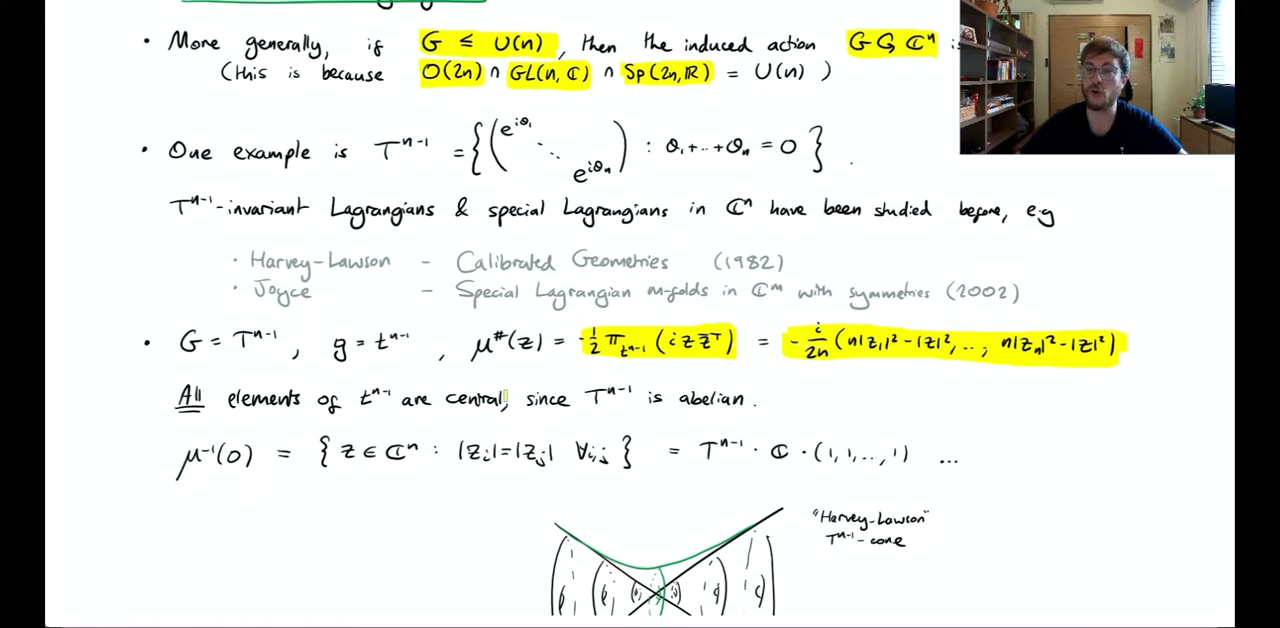 • More generally, if G ≤ U(n), then the induced action G ↻ ℂⁿ
(this is because O(2n) ∩ GL(n, ℂ) ∩ Sp(2n, ℝ) = U(n) )
• One example is Tⁿ⁻¹ = { ( e^{iθ₁} ⋱ e^{iθₙ} ) : θ₁ + ·· + θₙ = 0 } .
Tⁿ⁻¹-invariant Lagrangians & special Lagrangians in ℂⁿ have been studied before, e.g
• Harvey-Lawson – Calibrated Geometries (1982)
• Joyce – Special Lagrangian m-folds in ℂᵐ with symmetries (2002)
• G = Tⁿ⁻¹, g = tⁿ⁻¹, μ^#(z) = -½ π_{tⁿ⁻¹} ( i z z̄ᵀ ) = - i/2n ( n|z₁|² - |z|², ..., n|zₙ|² - |z|² )
All elements of tⁿ⁻¹ are central, since Tⁿ⁻¹ is abelian.
μ⁻¹(0) = { z ∈ ℂⁿ : |zᵢ| = |zⱼ| ∀i,j } = Tⁿ⁻¹ · ℂ · (1, 1, ..., 1) ...
"Harvey-Lawson"
Tⁿ⁻¹-cone